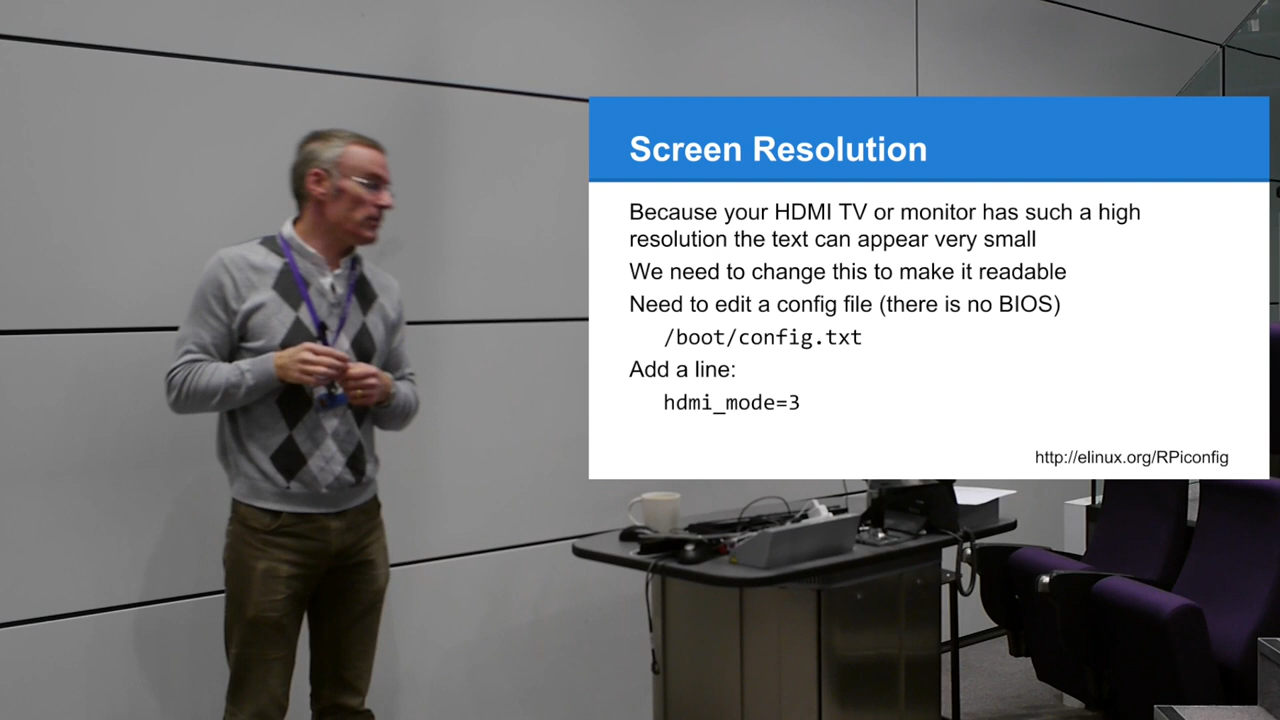 Screen Resolution
Because your HDMI TV or monitor has such a high
resolution the text can appear very small
We need to change this to make it readable
Need to edit a config file (there is no BIOS)
/boot/config.txt
Add a line:
hdmi_mode=3
http://elinux.org/RPiconfig